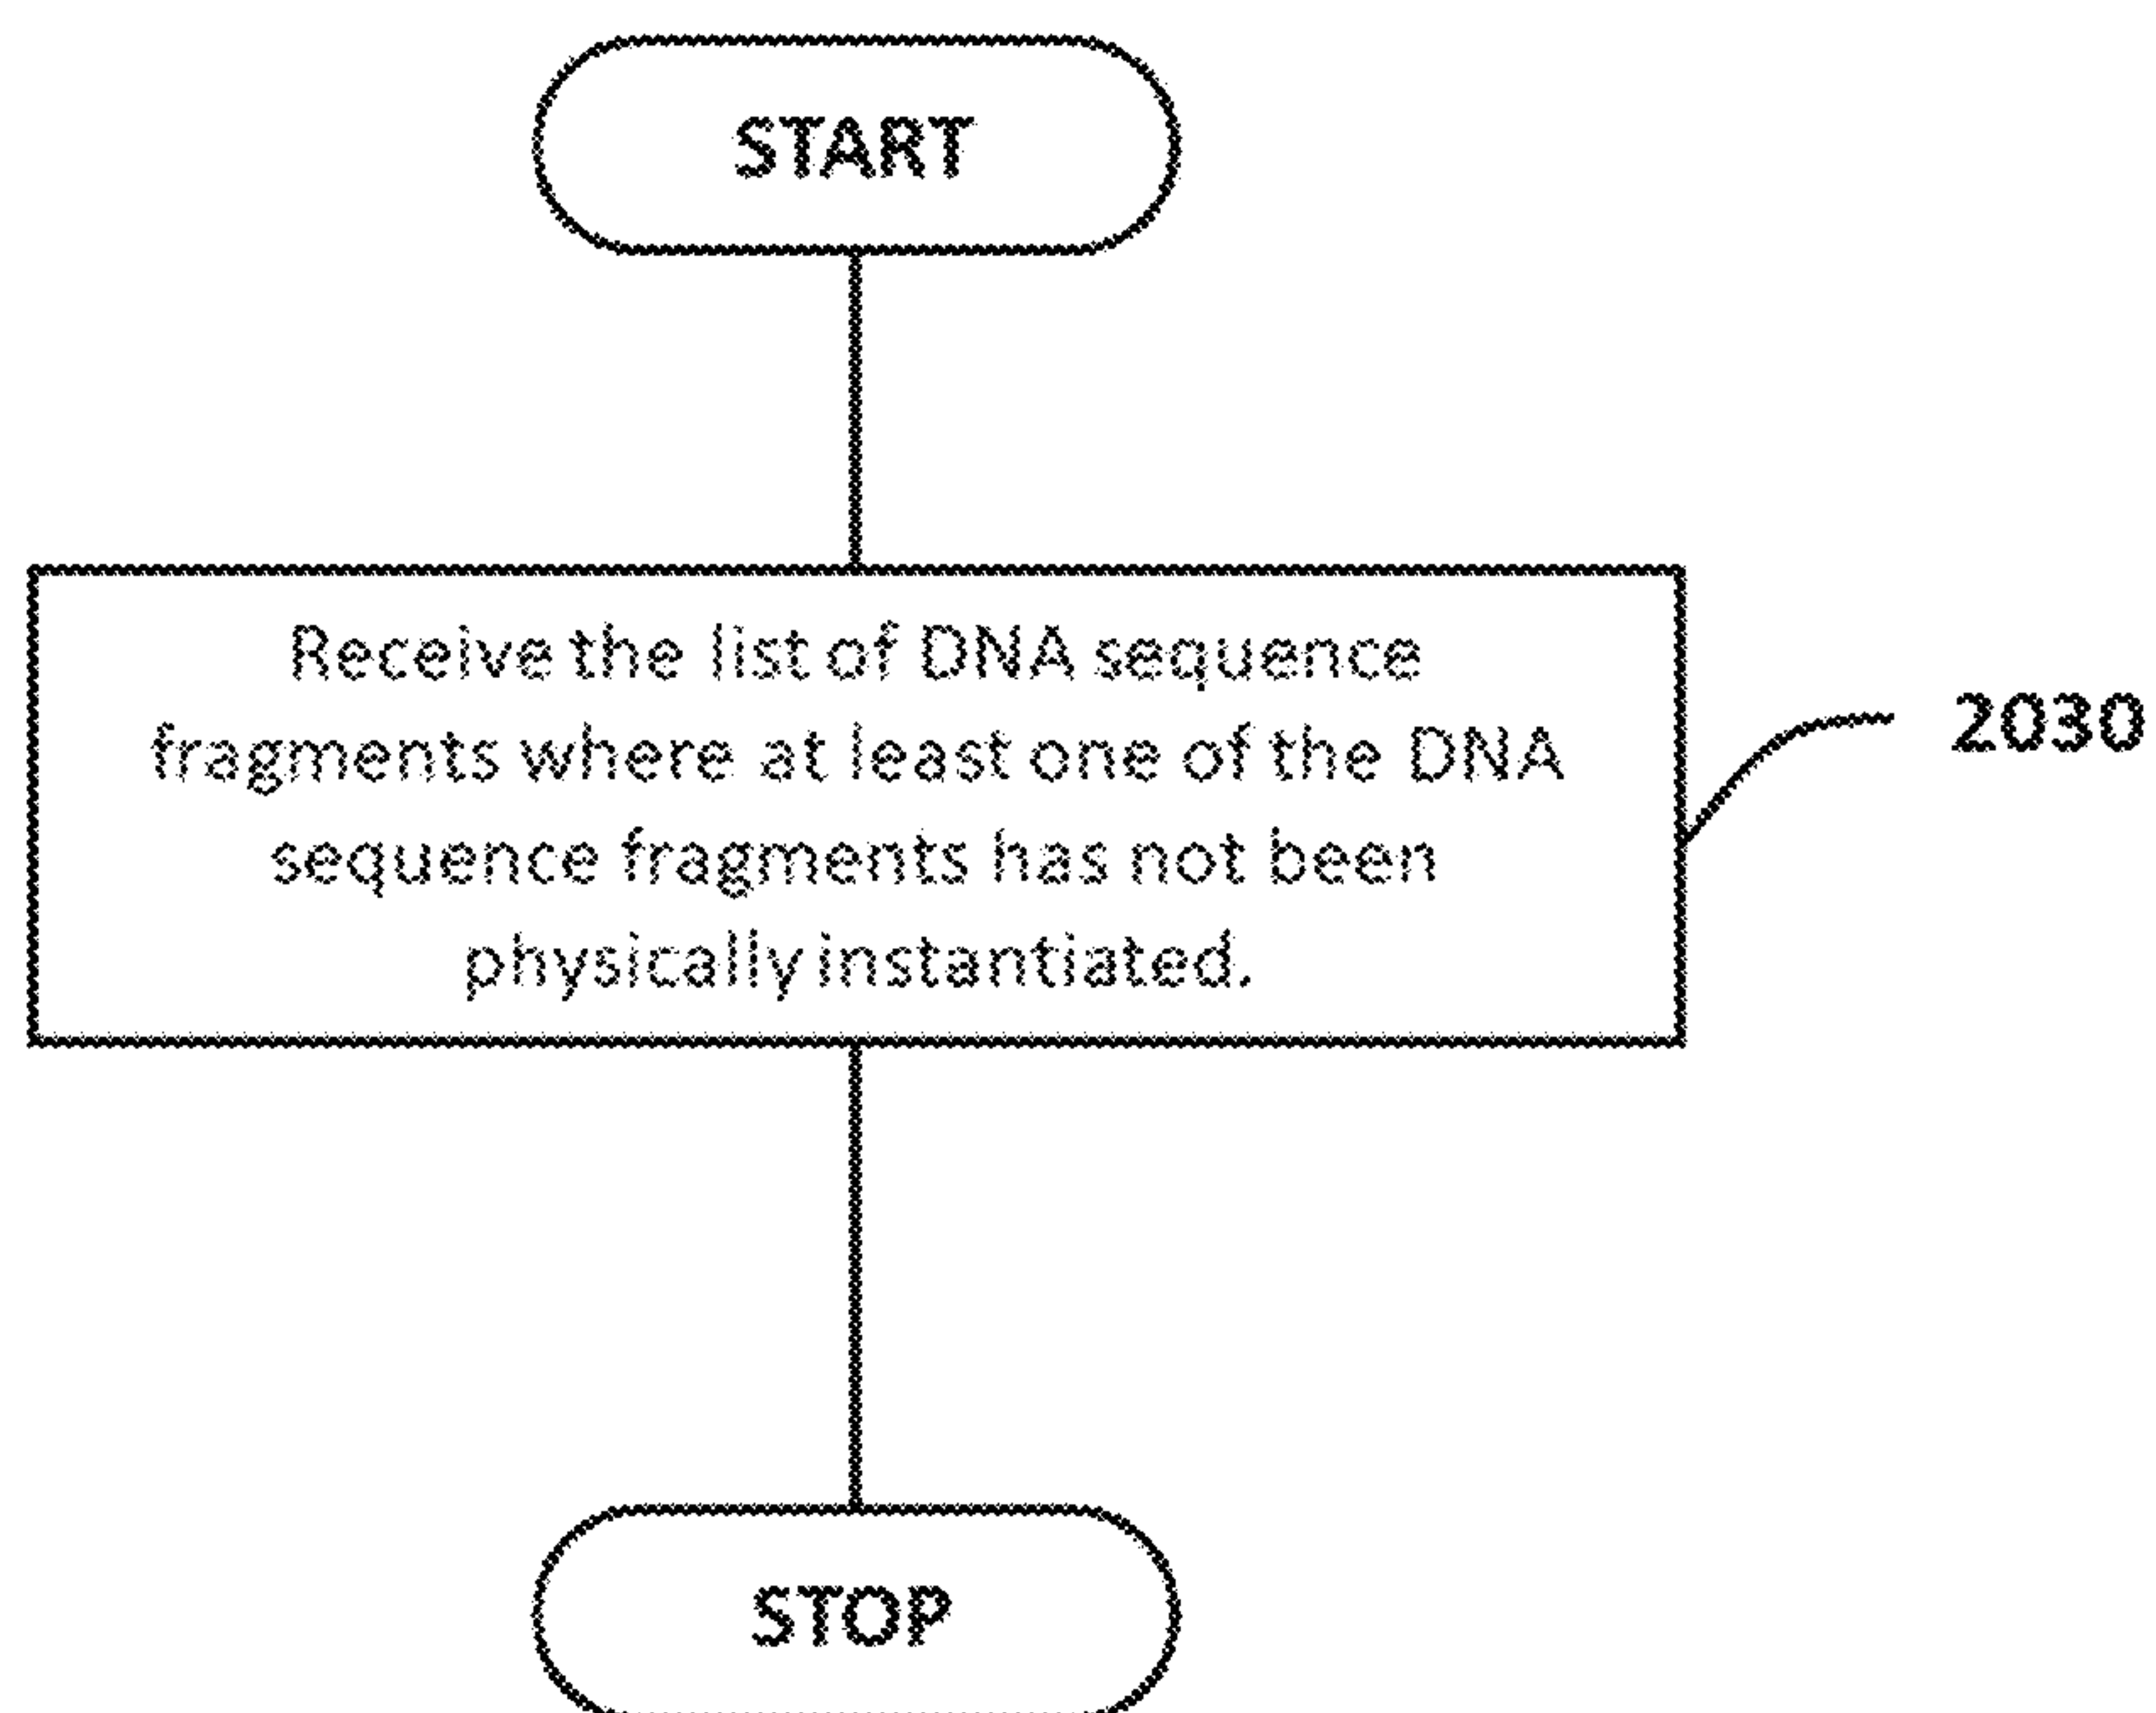 START
Receive the list of DNA sequence
fragments where at least one of the DNA
sequence fragments has not been
physically instantiated.
2030
STOP